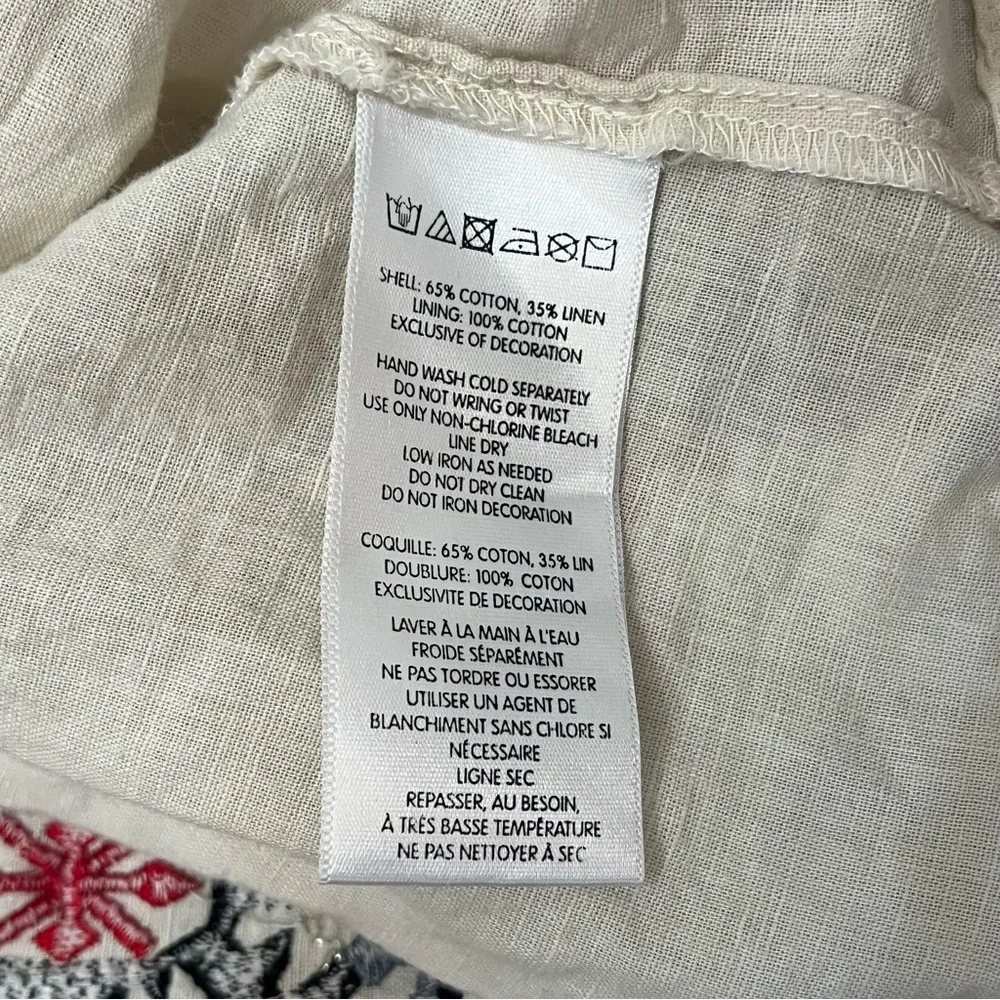 SHELL: 65% COTTON, 35% LINEN
LINING: 100% COTTON
EXCLUSIVE OF DECORATION
HAND WASH COLD SEPARATELY
DO NOT WRING OR TWIST
USE ONLY NON-CHLORINE BLEACH
LINE DRY
LOW IRON AS NEEDED
DO NOT DRY CLEAN
DO NOT IRON DECORATION
COQUILLE: 65% COTON, 35% LIN
DOUBLURE: 100% COTON
EXCLUSIVITE DE DECORATION
LAVER À LA MAIN À L'EAU
FROIDE SÉPARÉMENT
NE PAS TORDRE OU ESSORER
UTILISER UN AGENT DE
BLANCHIMENT SANS CHLORE SI
NÉCESSAIRE
LIGNE SEC
REPASSER, AU BESOIN,
À TRÈS BASSE TEMPÉRATURE
NE PAS NETTOYER À SEC